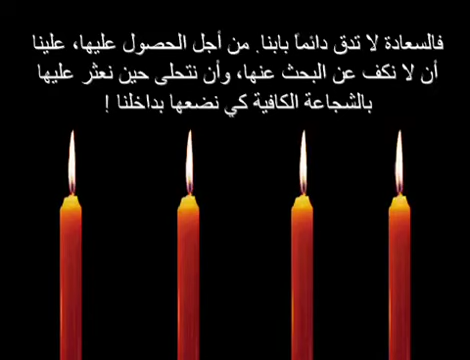 فالسعادة لا تدق دائماً بابنا. من أجل الحصول عليها، علينا
أن لا نكف عن البحث عنها، وأن نتحلى حين نعثر عليها
بالشجاعة الكافية كي نضعها بداخلنا !